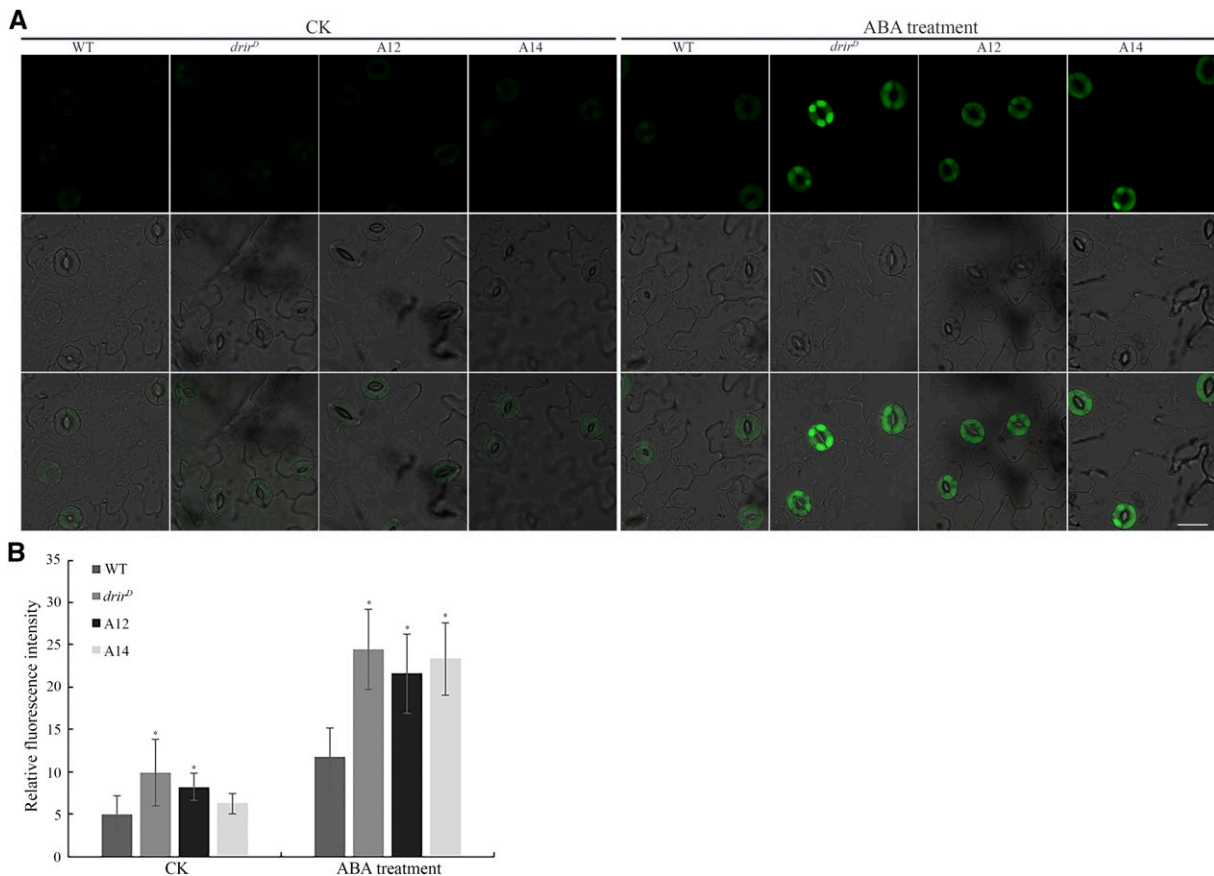 A
CK ABA treatment
WT drirᴰ A12 A14 WT drirᴰ A12 A14
B
35
30
25
20
15
10
5
0
Relative fluorescence intensity
WT
drirᴰ
A12
A14
* * * * *
CK ABA treatment